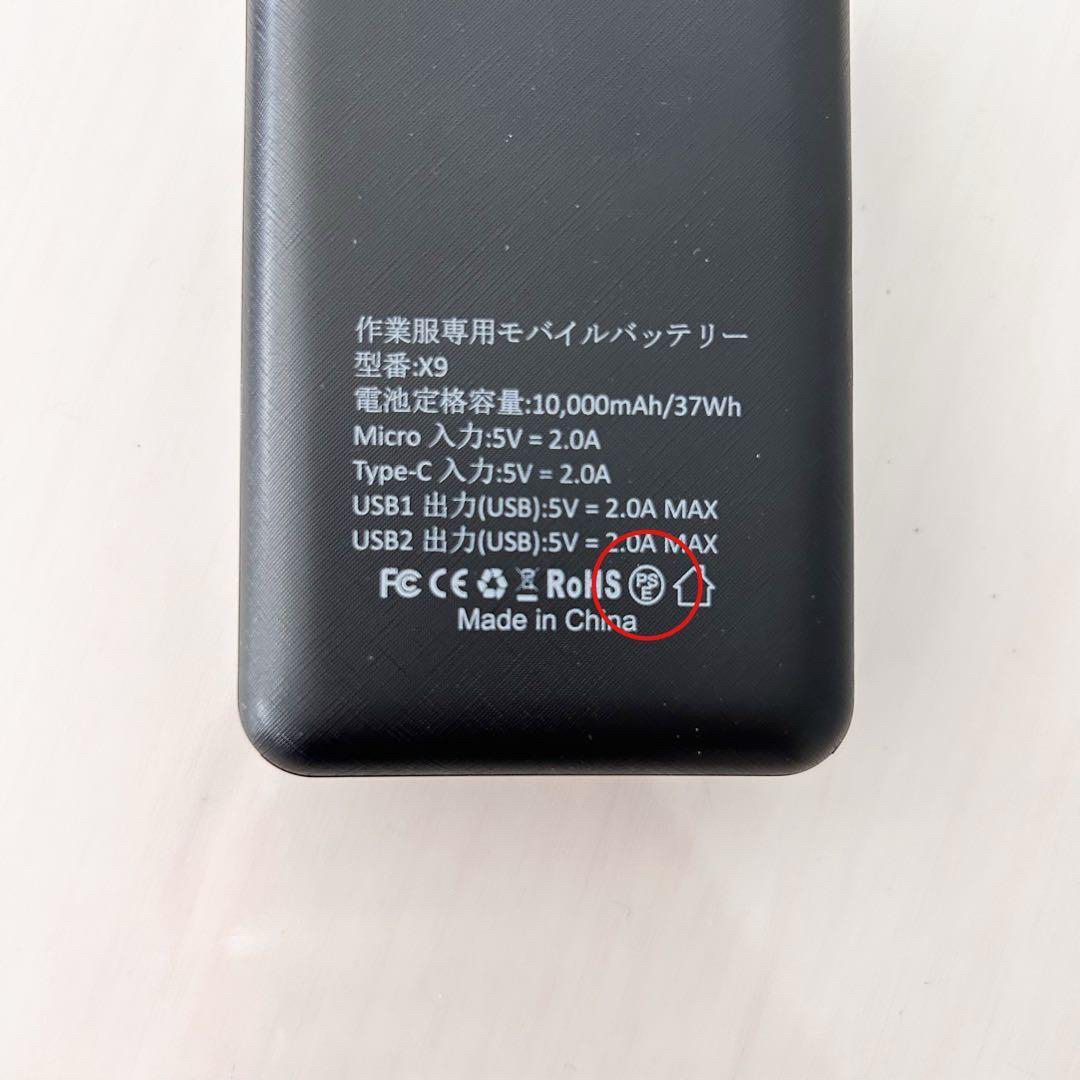 作業服専用モバイルバッテリー
型番:X9
電池定格容量:10,000mAh/37Wh
Micro 入力:5V = 2.0A
Type-C 入力:5V = 2.0A
USB1 出力(USB):5V = 2.0A MAX
USB2 出力(USB):5V = 2.0A MAX
FC CE RoHS PSE
Made in China